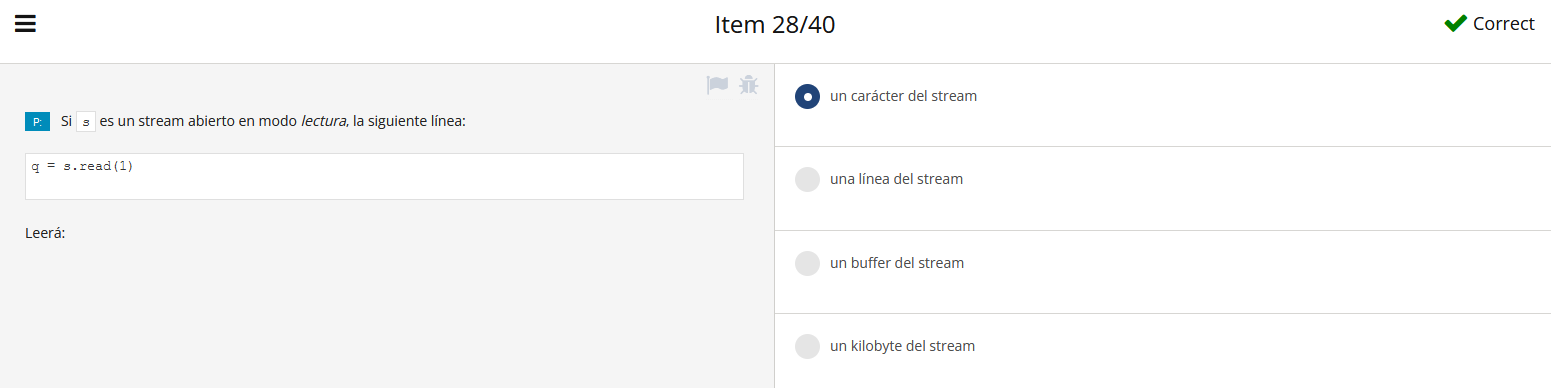 Item 28/40
Correct
P: Si s es un stream abierto en modo lectura, la siguiente línea:
q = s.read(1)
Leerá:
un carácter del stream
una línea del stream
un buffer del stream
un kilobyte del stream